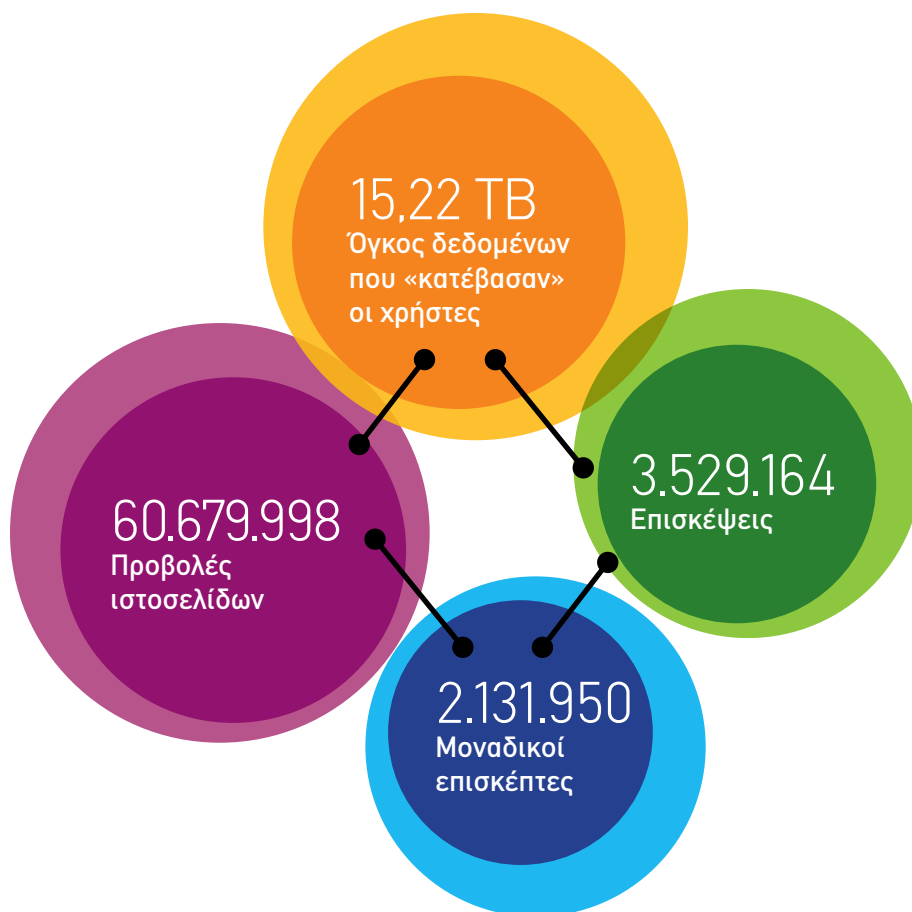 15,22 TB
Όγκος δεδομένων
που «κατέβασαν»
οι χρήστες
3.529.164
Επισκέψεις
60.679.998
Προβολές
ιστοσελίδων
2.131.950
Μοναδικοί
επισκέπτες